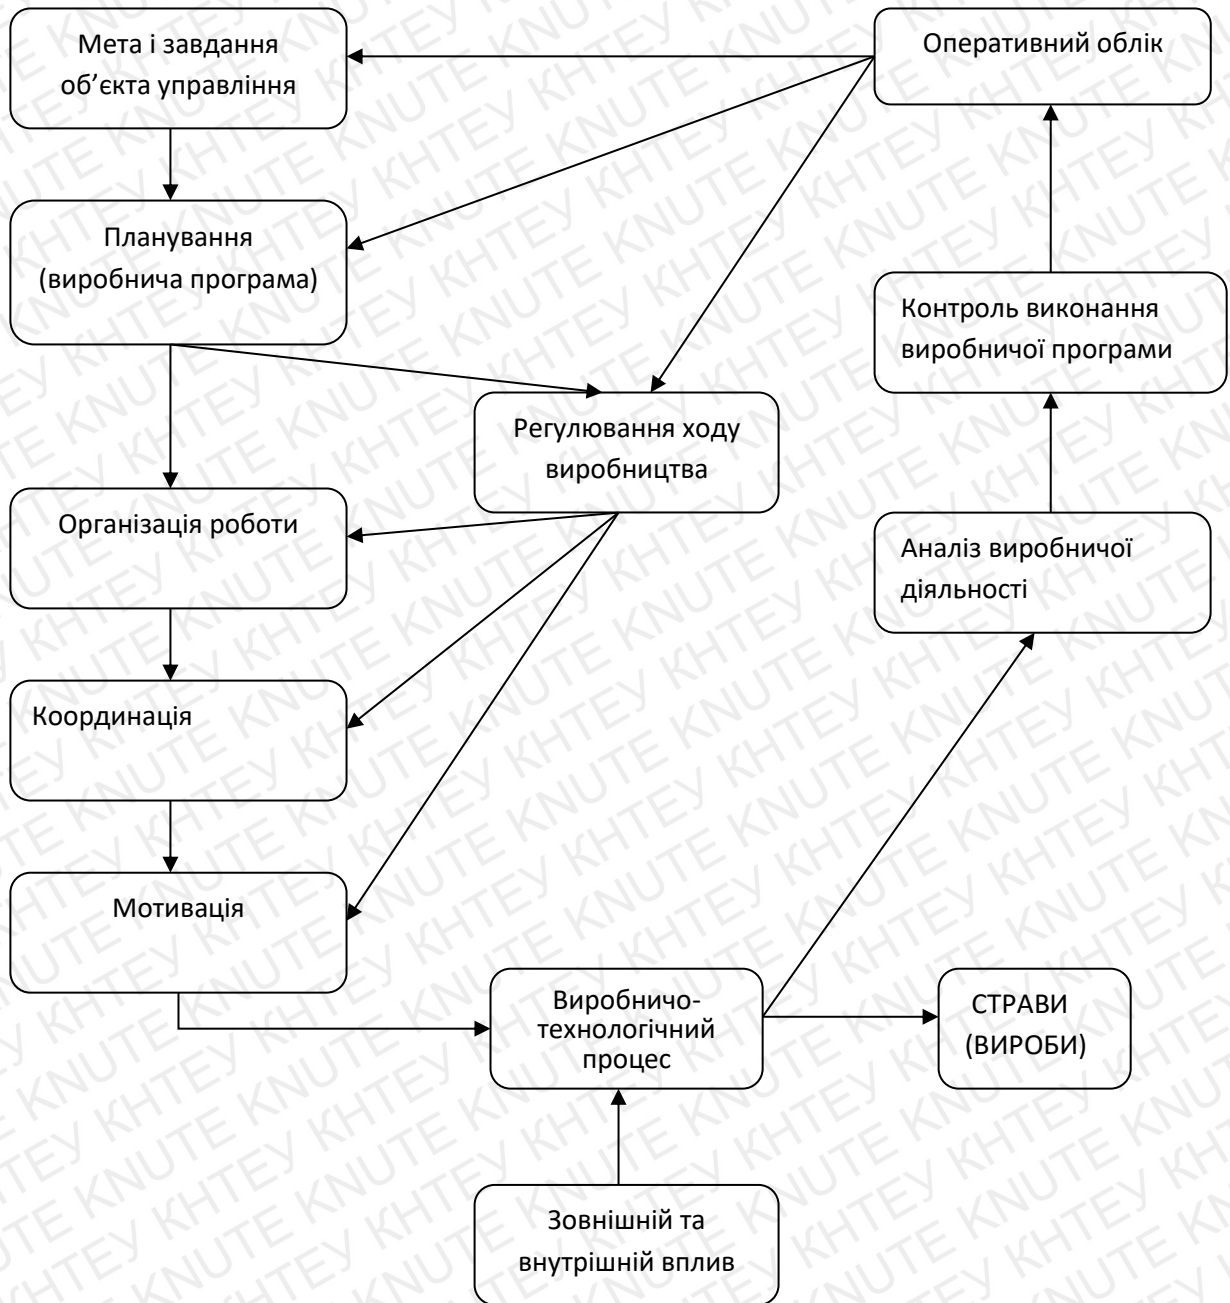 Мета і завдання
об’єкта управління
Оперативний облік
Планування
(виробнича програма)
Контроль виконання
виробничої програми
Регулювання ходу
виробництва
Організація роботи
Аналіз виробничої
діяльності
Координація
Мотивація
Виробничо-
технологічний
процес
СТРАВИ
(ВИРОБИ)
Зовнішній та
внутрішній вплив